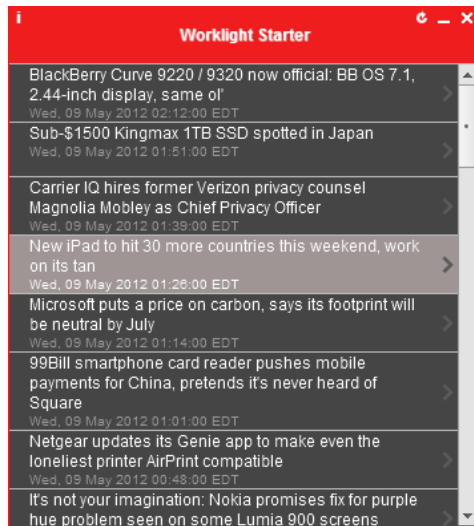 i
Worklight Starter
BlackBerry Curve 9220 / 9320 now official: BB OS 7.1,
2.44-inch display, same ol'
Wed, 09 May 2012 02:12:00 EDT
Sub-$1500 Kingmax 1TB SSD spotted in Japan
Wed, 09 May 2012 01:51:00 EDT
Carrier IQ hires former Verizon privacy counsel
Magnolia Mobley as Chief Privacy Officer
Wed, 09 May 2012 01:39:00 EDT
New iPad to hit 30 more countries this weekend, work
on its tan
Wed, 09 May 2012 01:26:00 EDT
Microsoft puts a price on carbon, says its footprint will
be neutral by July
Wed, 09 May 2012 01:14:00 EDT
99Bill smartphone card reader pushes mobile
payments for China, pretends it's never heard of
Square
Wed, 09 May 2012 01:01:00 EDT
Netgear updates its Genie app to make even the
loneliest printer AirPrint compatible
Wed, 09 May 2012 00:48:00 EDT
It's not your imagination: Nokia promises fix for purple
hue problem seen on some Lumia 900 screens